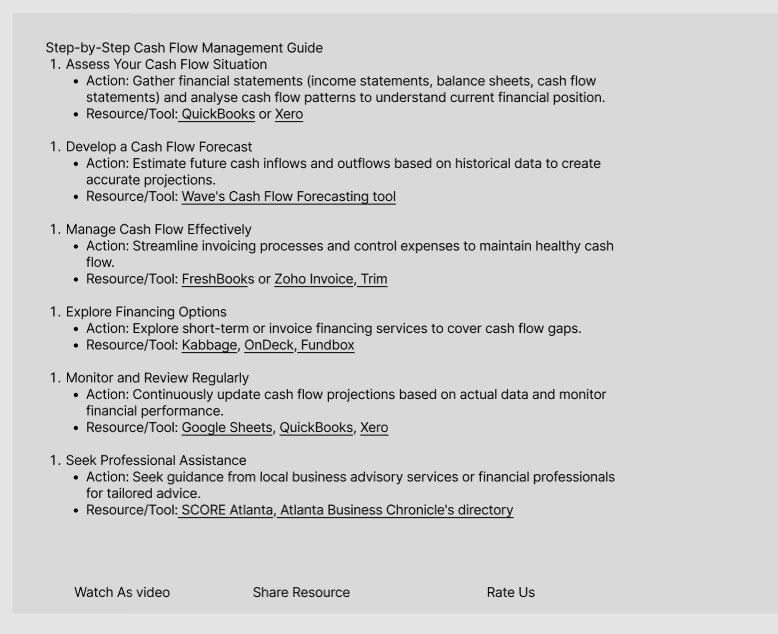 Step-by-Step Cash Flow Management Guide
1. Assess Your Cash Flow Situation
• Action: Gather financial statements (income statements, balance sheets, cash flow
statements) and analyse cash flow patterns to understand current financial position.
• Resource/Tool: QuickBooks or Xero
1. Develop a Cash Flow Forecast
• Action: Estimate future cash inflows and outflows based on historical data to create
accurate projections.
• Resource/Tool: Wave's Cash Flow Forecasting tool
1. Manage Cash Flow Effectively
• Action: Streamline invoicing processes and control expenses to maintain healthy cash
flow.
• Resource/Tool: FreshBooks or Zoho Invoice, Trim
1. Explore Financing Options
• Action: Explore short-term or invoice financing services to cover cash flow gaps.
• Resource/Tool: Kabbage, OnDeck, Fundbox
1. Monitor and Review Regularly
• Action: Continuously update cash flow projections based on actual data and monitor
financial performance.
• Resource/Tool: Google Sheets, QuickBooks, Xero
1. Seek Professional Assistance
• Action: Seek guidance from local business advisory services or financial professionals
for tailored advice.
• Resource/Tool: SCORE Atlanta, Atlanta Business Chronicle's directory
Watch As video Share Resource Rate Us